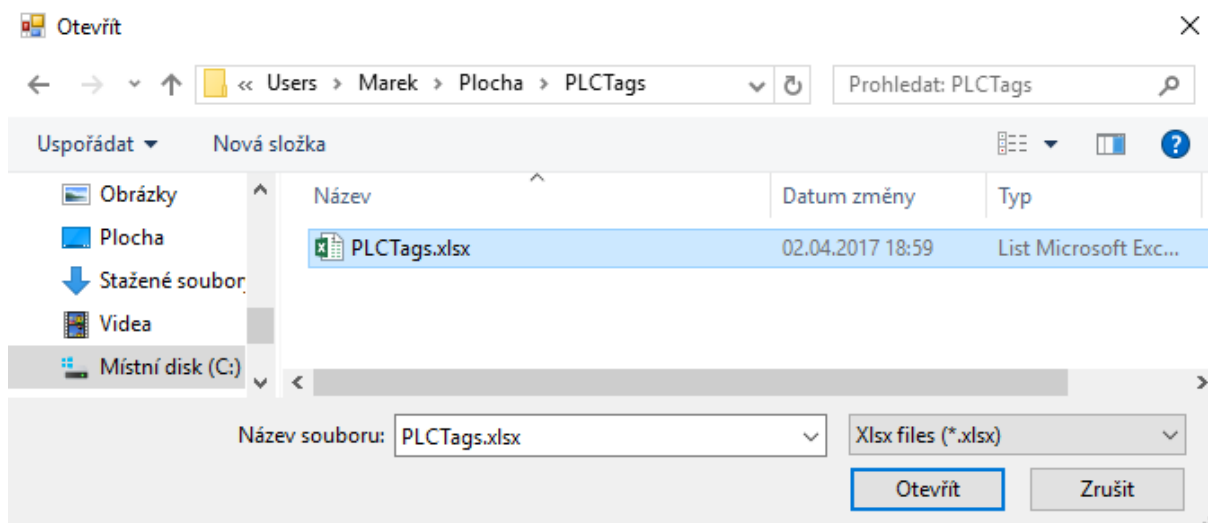 Otevřít
« Users > Marek > Plocha > PLCTags Prohledat: PLCTags
Uspořádat Nová složka
Obrázky
Plocha
Stažené soubor
Videa
Místní disk (C:)
Název Datum změny Typ
PLCTags.xlsx 02.04.2017 18:59 List Microsoft Exc...
Název souboru: PLCTags.xlsx Xlsx files (*.xlsx)
Otevřít Zrušit